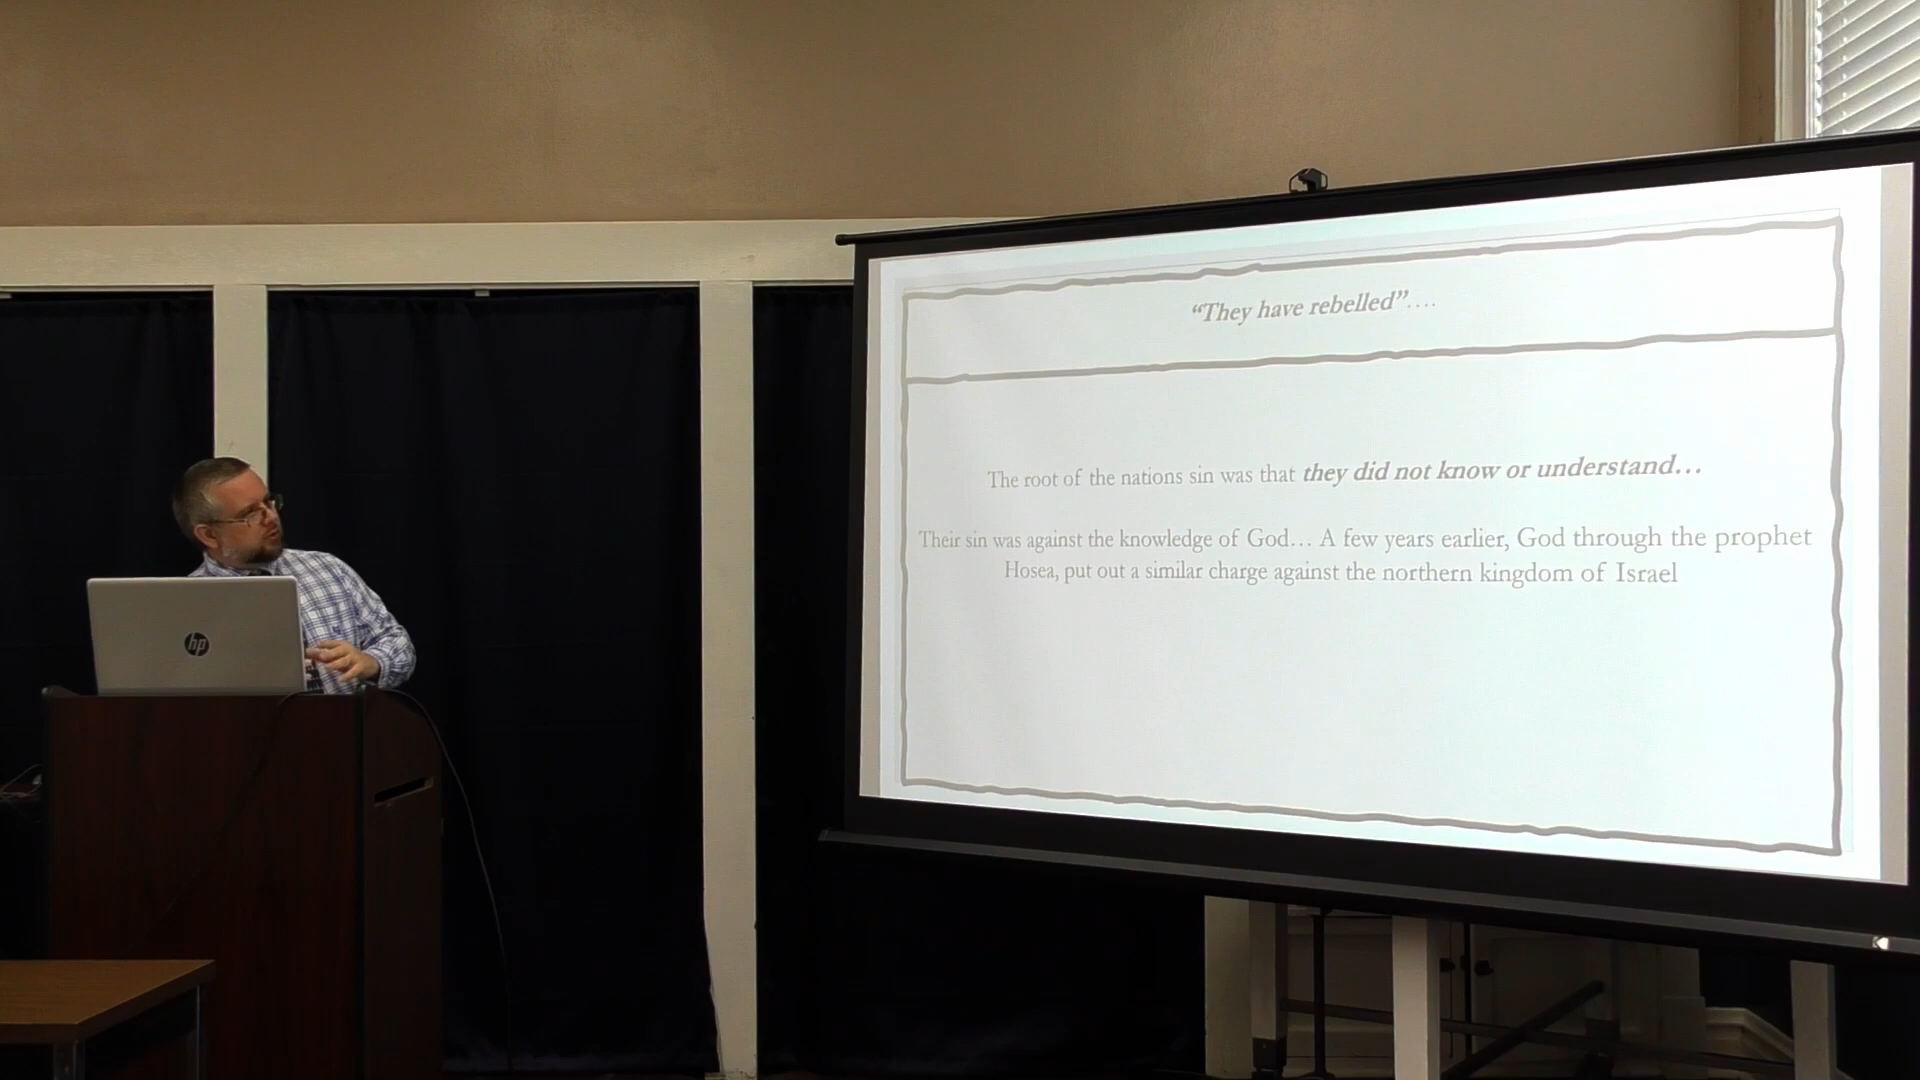 “They have rebelled”....
The root of the nations sin was that they did not know or understand...
Their sin was against the knowledge of God... A few years earlier, God through the prophet
Hosea, put out a similar charge against the northern kingdom of Israel
hp